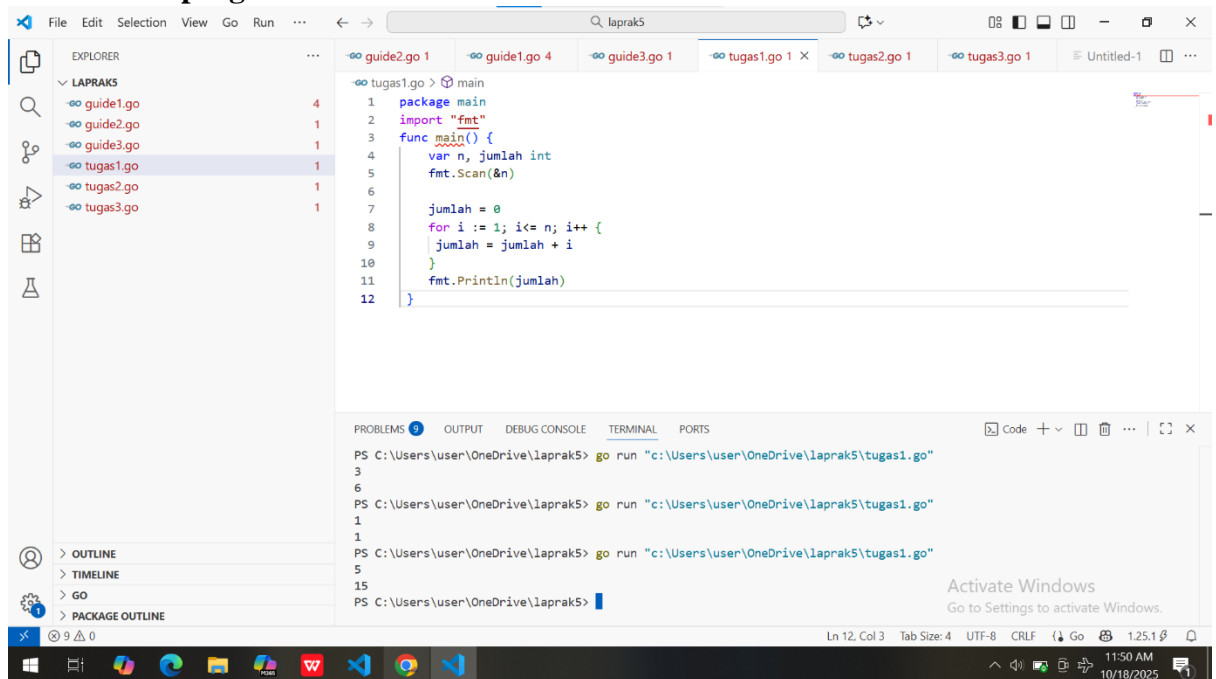 File Edit Selection View Go Run ... laprak5
EXPLORER ...
LAPRAK5
guide1.go 4
guide2.go 1
guide3.go 1
tugas1.go 1
tugas2.go 1
tugas3.go 1
OUTLINE
TIMELINE
GO
PACKAGE OUTLINE
guide2.go 1 guide1.go 4 guide3.go 1 tugas1.go 1 tugas2.go 1 tugas3.go 1 Untitled-1 ...
tugas1.go > main
1 package main
2 import "fmt"
3 func main() {
4 var n, jumlah int
5 fmt.Scan(&n)
6
7 jumlah = 0
8 for i := 1; i<= n; i++ {
9 jumlah = jumlah + i
10 }
11 fmt.Println(jumlah)
12 }
PROBLEMS 9 OUTPUT DEBUG CONSOLE TERMINAL PORTS Code
PS C:\Users\user\OneDrive\laprak5> go run "c:\Users\user\OneDrive\laprak5\tugas1.go"
3
6
PS C:\Users\user\OneDrive\laprak5> go run "c:\Users\user\OneDrive\laprak5\tugas1.go"
1
1
PS C:\Users\user\OneDrive\laprak5> go run "c:\Users\user\OneDrive\laprak5\tugas1.go"
5
15
PS C:\Users\user\OneDrive\laprak5>
Activate Windows
Go to Settings to activate Windows.
9 0 Ln 12, Col 3 Tab Size: 4 UTF-8 CRLF Go 1.25.1
11:50 AM
10/18/2025